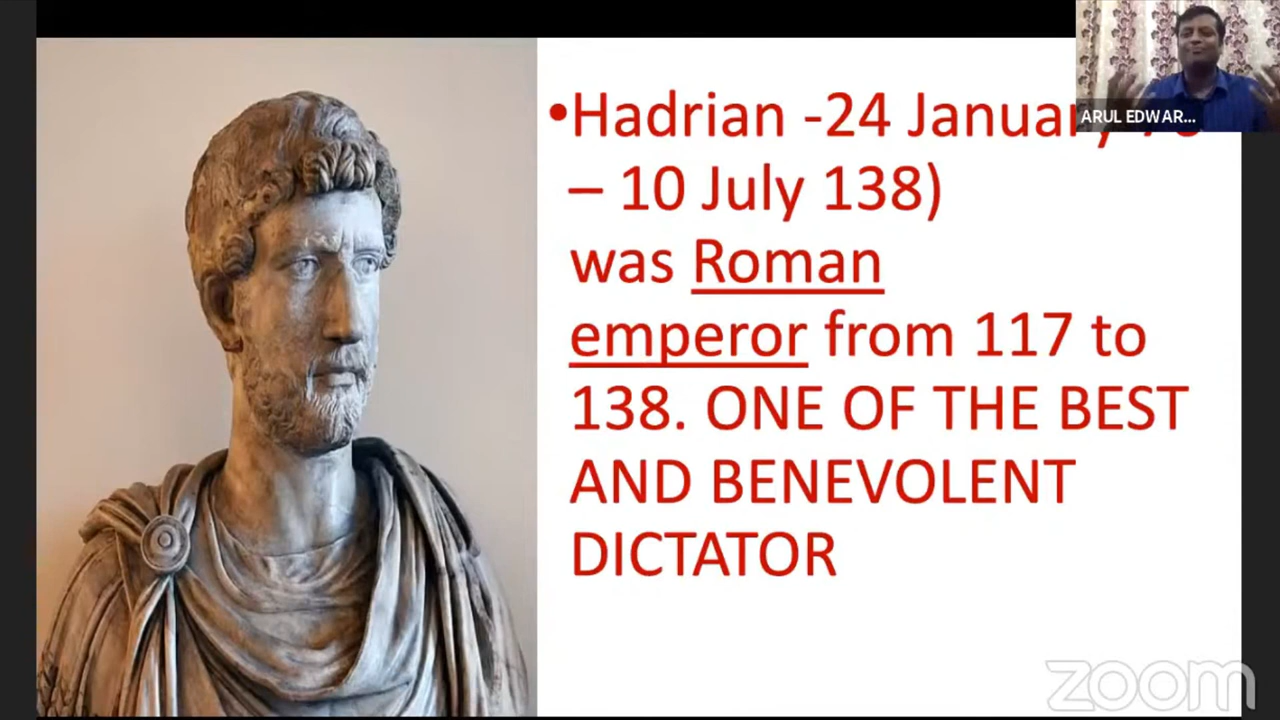 •Hadrian -24 January
– 10 July 138)
was Roman
emperor from 117 to
138. ONE OF THE BEST
AND BENEVOLENT
DICTATOR
ARUL EDWAR...
zoom